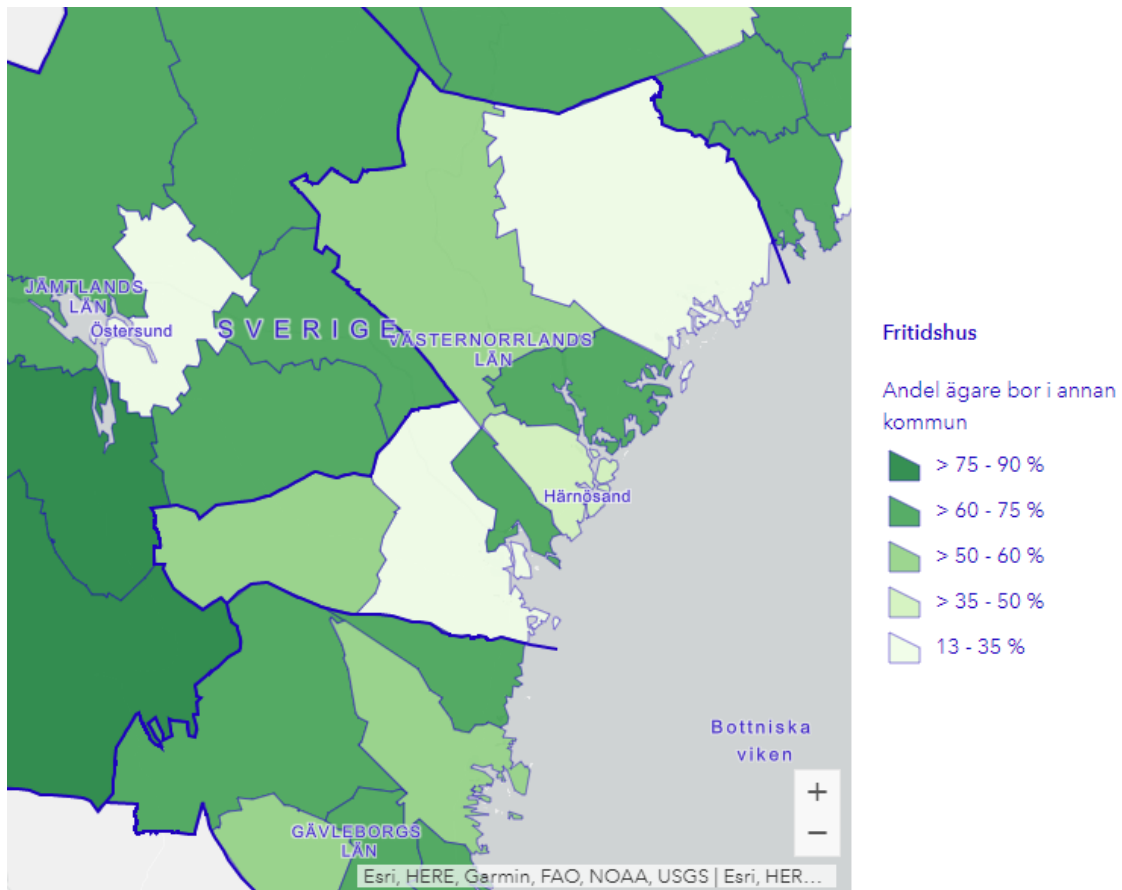 JÄMTLANDS
LÄN
Östersund
SVERIGE
VÄSTERNORRLANDS
LÄN
Härnösand
Bottniska
viken
GÄVLEBORGS
LÄN
+
−
Esri, HERE, Garmin, FAO, NOAA, USGS | Esri, HER...
Fritidshus
Andel ägare bor i annan
kommun
> 75 - 90 %
> 60 - 75 %
> 50 - 60 %
> 35 - 50 %
13 - 35 %